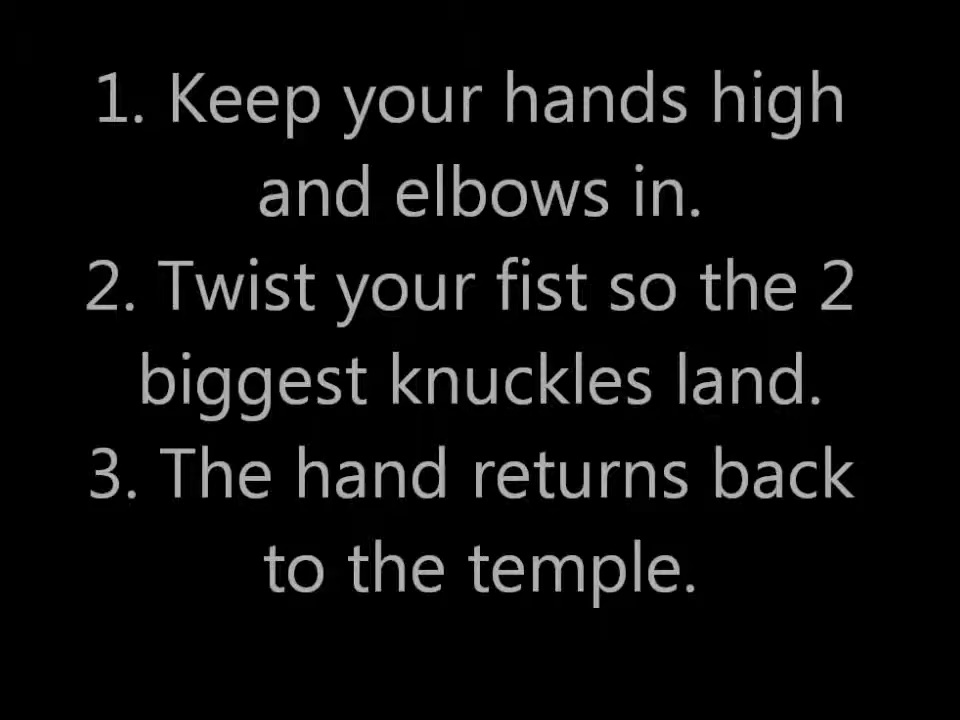 1. Keep your hands high
and elbows in.
2. Twist your fist so the 2
biggest knuckles land.
3. The hand returns back
to the temple.